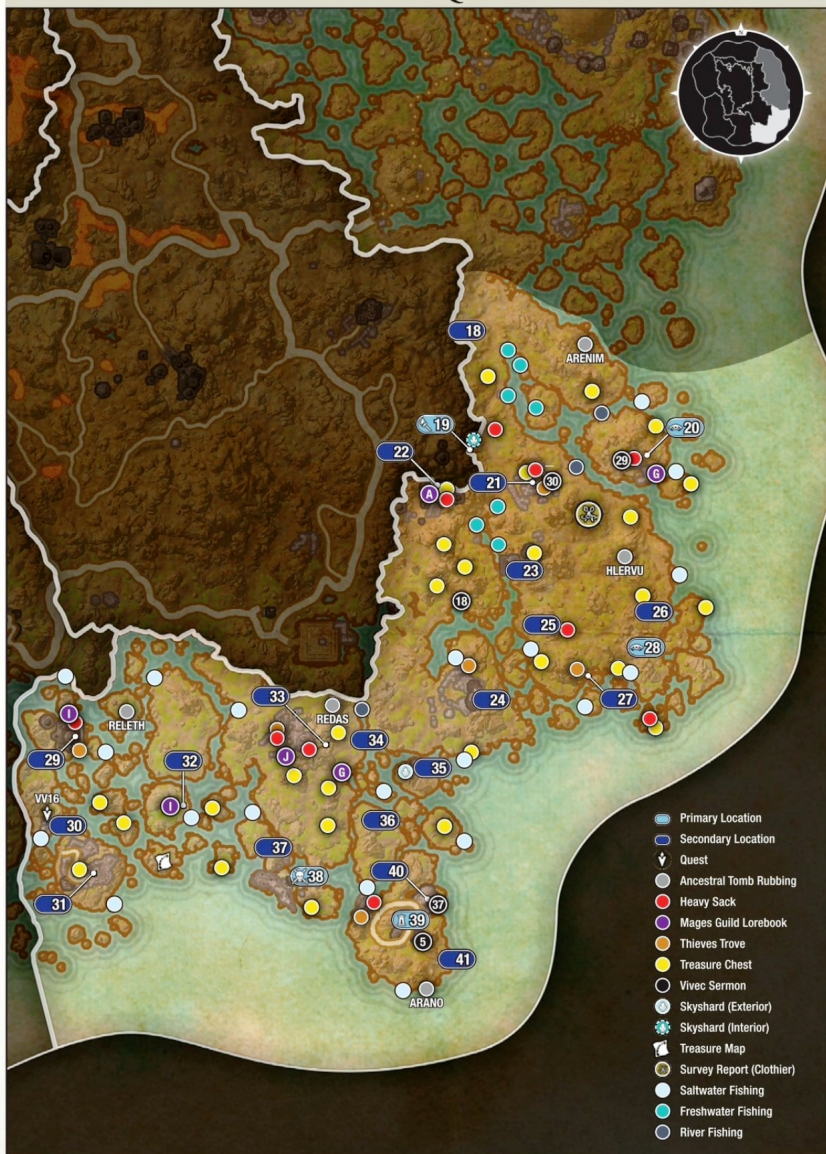 18
ARENIM
19
20
22
29
A
21
30
G
23
HLERVU
18
26
25
28
33
24
27
I
RELETH
REDAS
34
J
29
32
G
35
I
VV16
30
36
37
40
38
37
31
39
5
41
ARANO
Primary Location
Secondary Location
Quest
Ancestral Tomb Rubbing
Heavy Sack
Mages Guild Lorebook
Thieves Trove
Treasure Chest
Vivec Sermon
Skyshard (Exterior)
Skyshard (Interior)
Treasure Map
Survey Report (Clothier)
Saltwater Fishing
Freshwater Fishing
River Fishing